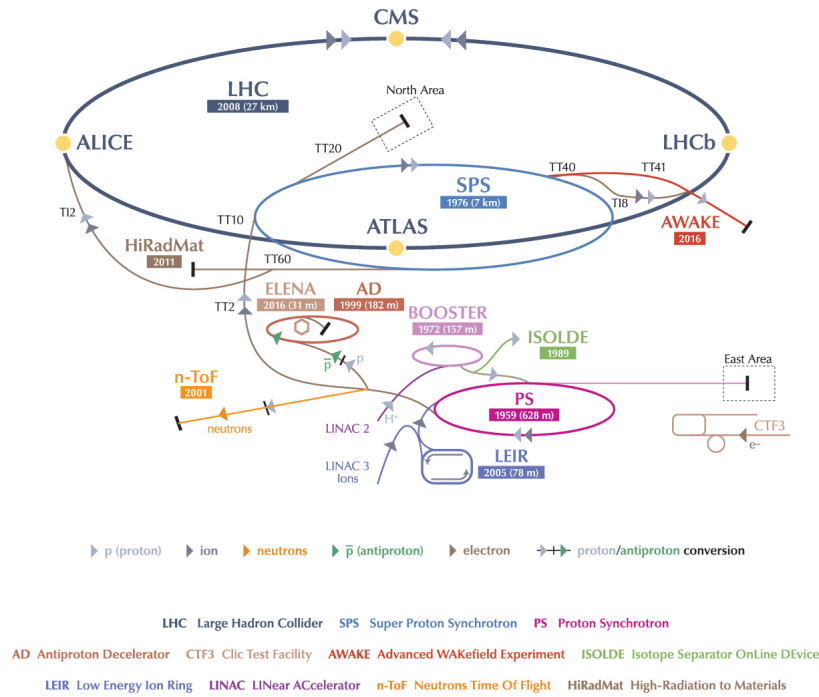 CMS
LHC
2008 (27 km)
North Area
ALICE
LHCb
TT20
TT40
TT41
SPS
1976 (7 km)
TI2
TT10
TI8
ATLAS
AWAKE
2016
HiRadMat
2011
TT60
ELENA
2016 (31 m)
AD
1999 (182 m)
TT2
BOOSTER
1972 (157 m)
ISOLDE
1989
p
p̅
East Area
n-ToF
2001
PS
1959 (628 m)
neutrons
H⁺
LINAC 2
CTF3
e⁻
LEIR
2005 (78 m)
LINAC 3
Ions
p (proton) ion neutrons p̅ (antiproton) electron proton/antiproton conversion
LHC Large Hadron Collider SPS Super Proton Synchrotron PS Proton Synchrotron
AD Antiproton Decelerator CTF3 Clic Test Facility AWAKE Advanced WAKefield Experiment ISOLDE Isotope Separator OnLine DEvice
LEIR Low Energy Ion Ring LINAC LINear ACcelerator n-ToF Neutrons Time Of Flight HiRadMat High-Radiation to Materials